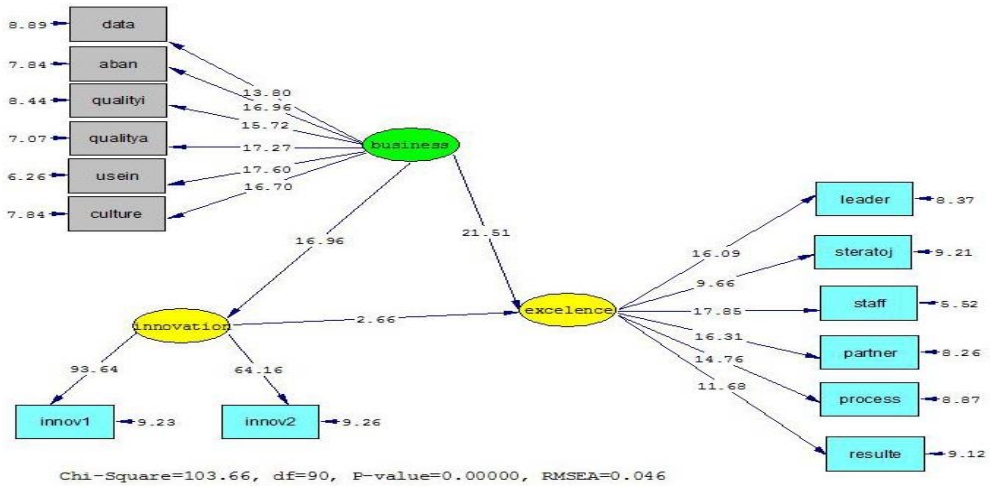 8.89 data
7.84 aban
8.44 qualityi
7.07 qualitya
6.26 usein
7.84 culture
13.80
16.96
15.72
17.27
17.60
16.70
business
16.96
21.51
innovation
2.66
excelence
93.64
64.16
innov1 9.23
innov2 9.26
16.09
9.66
17.85
16.31
14.76
11.68
leader 8.37
steratoj 9.21
staff 5.52
partner 8.26
process 8.87
resulte 9.12
Chi-Square=103.66, df=90, P-value=0.00000, RMSEA=0.046